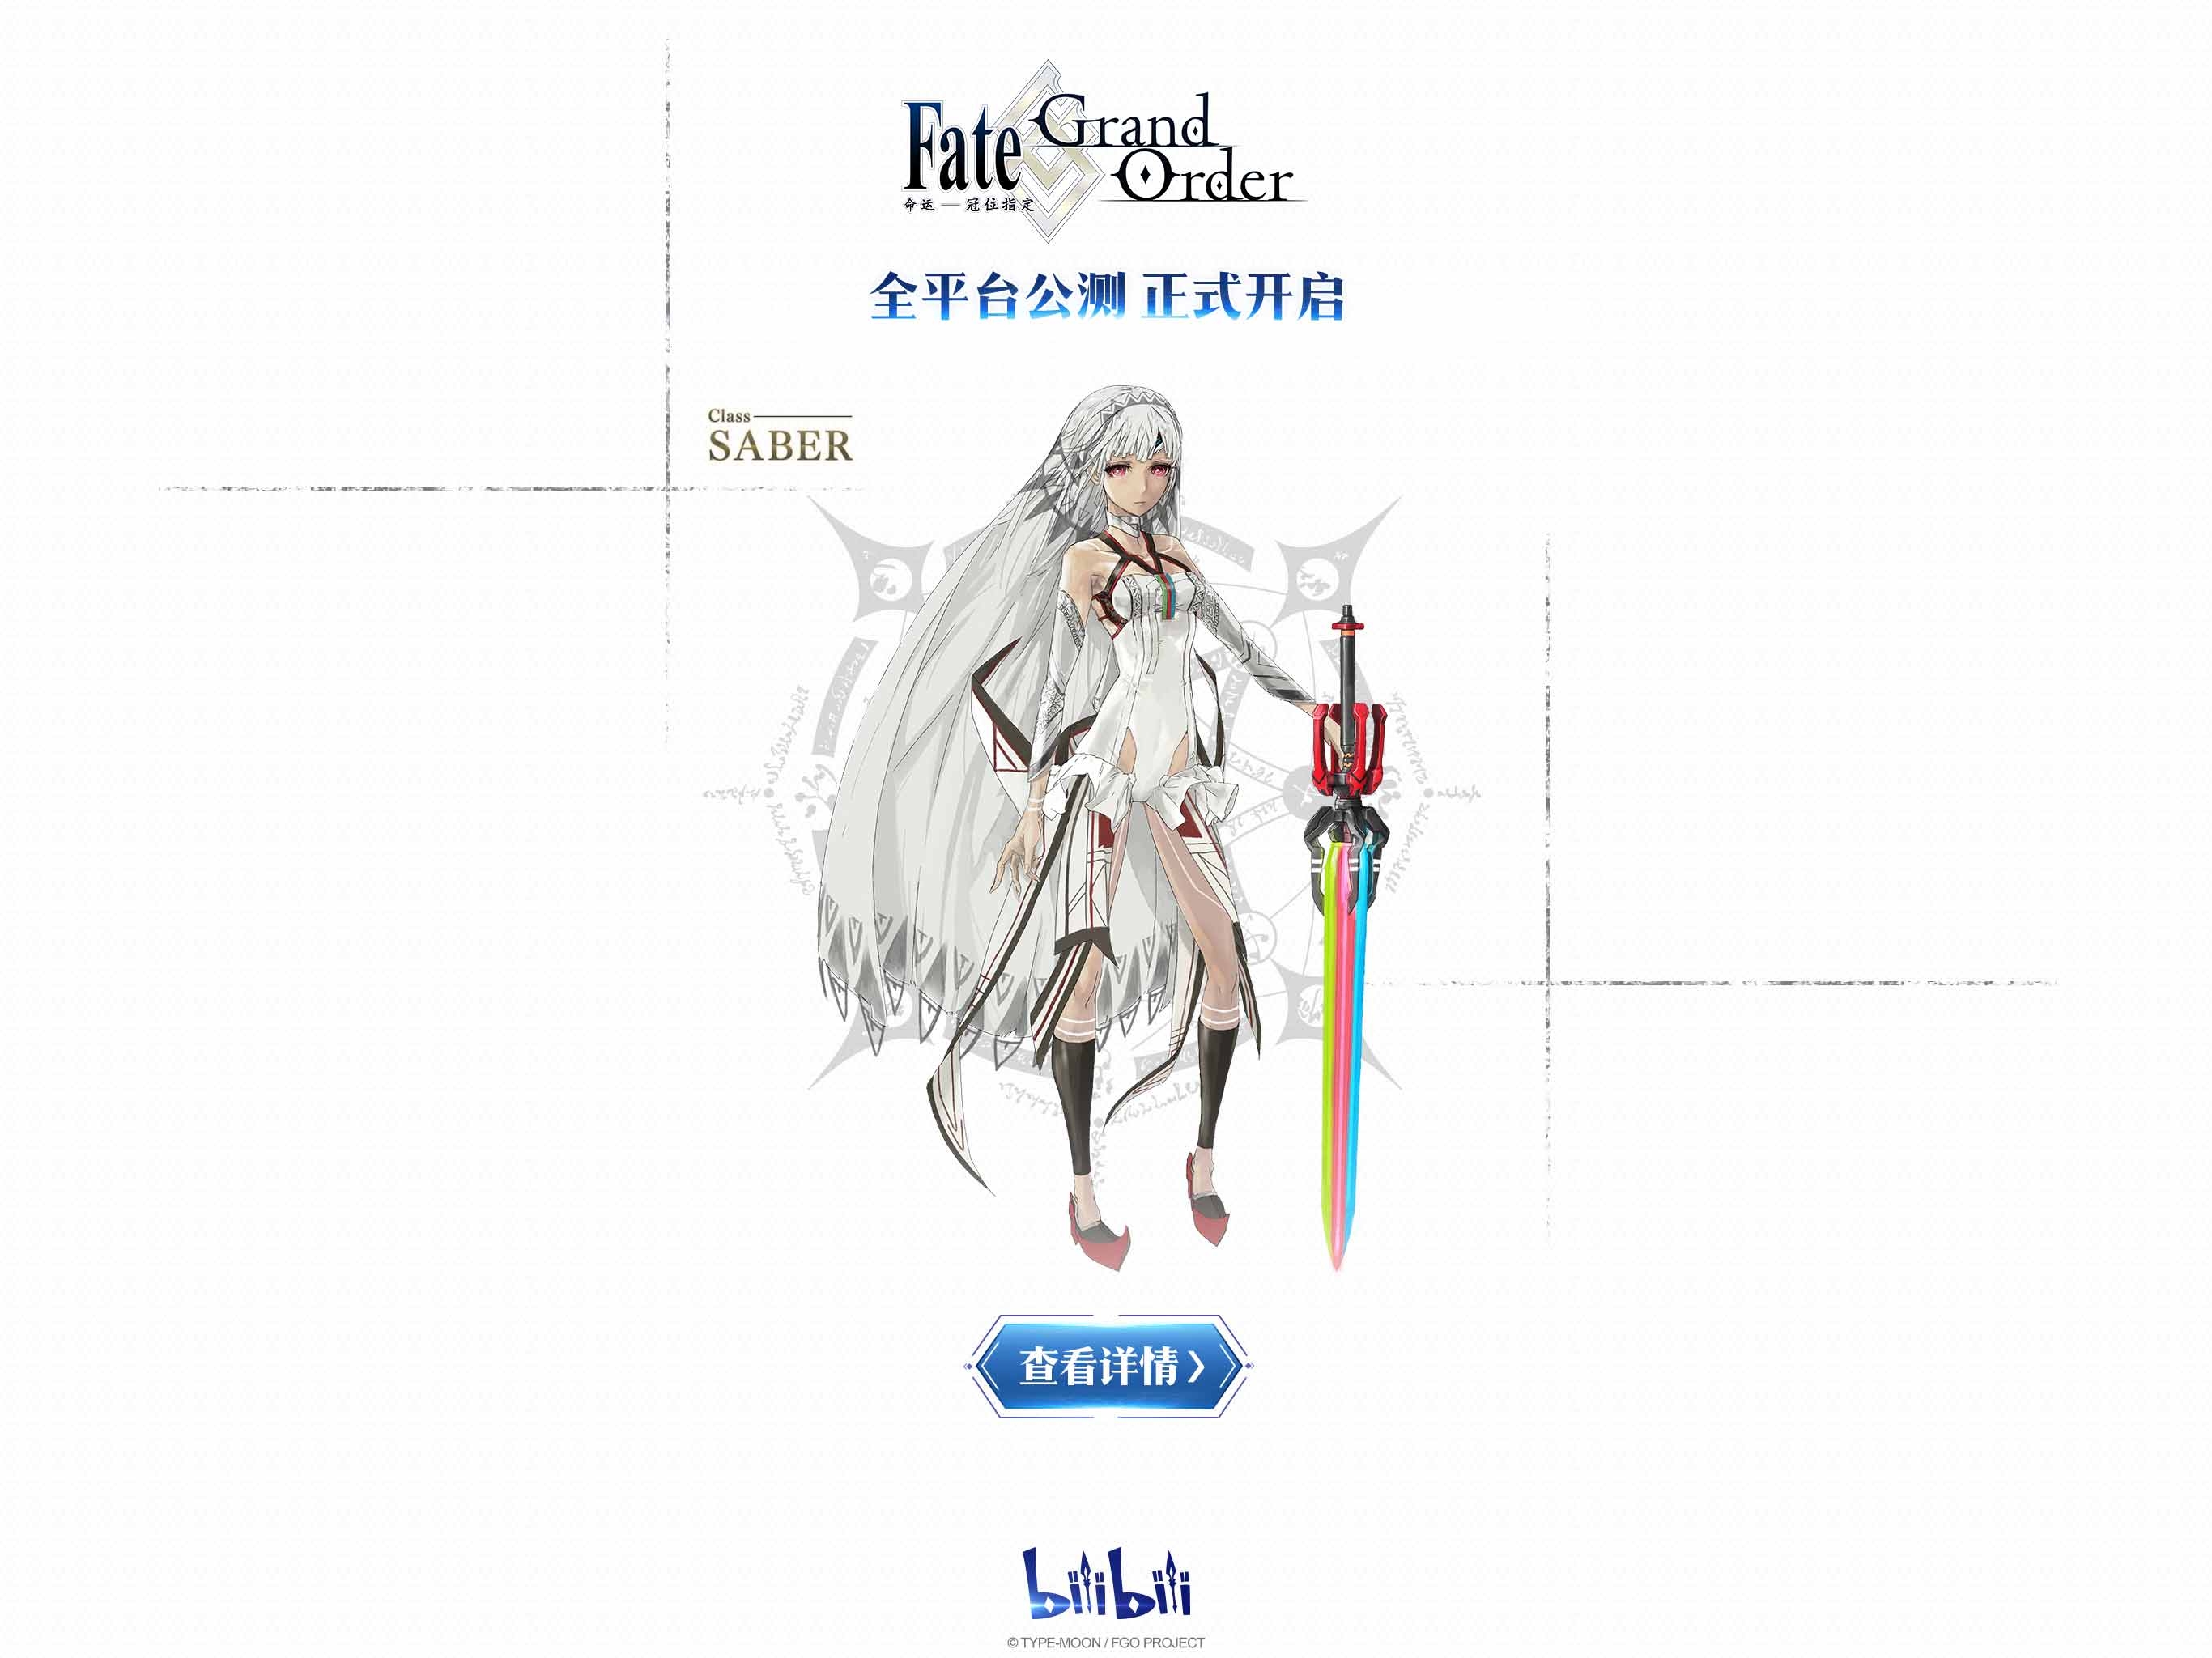 Fate
Grand
Order
命运—冠位指定
全平台公测 正式开启
Class
SABER
查看详情
bilibili
© TYPE-MOON / FGO PROJECT